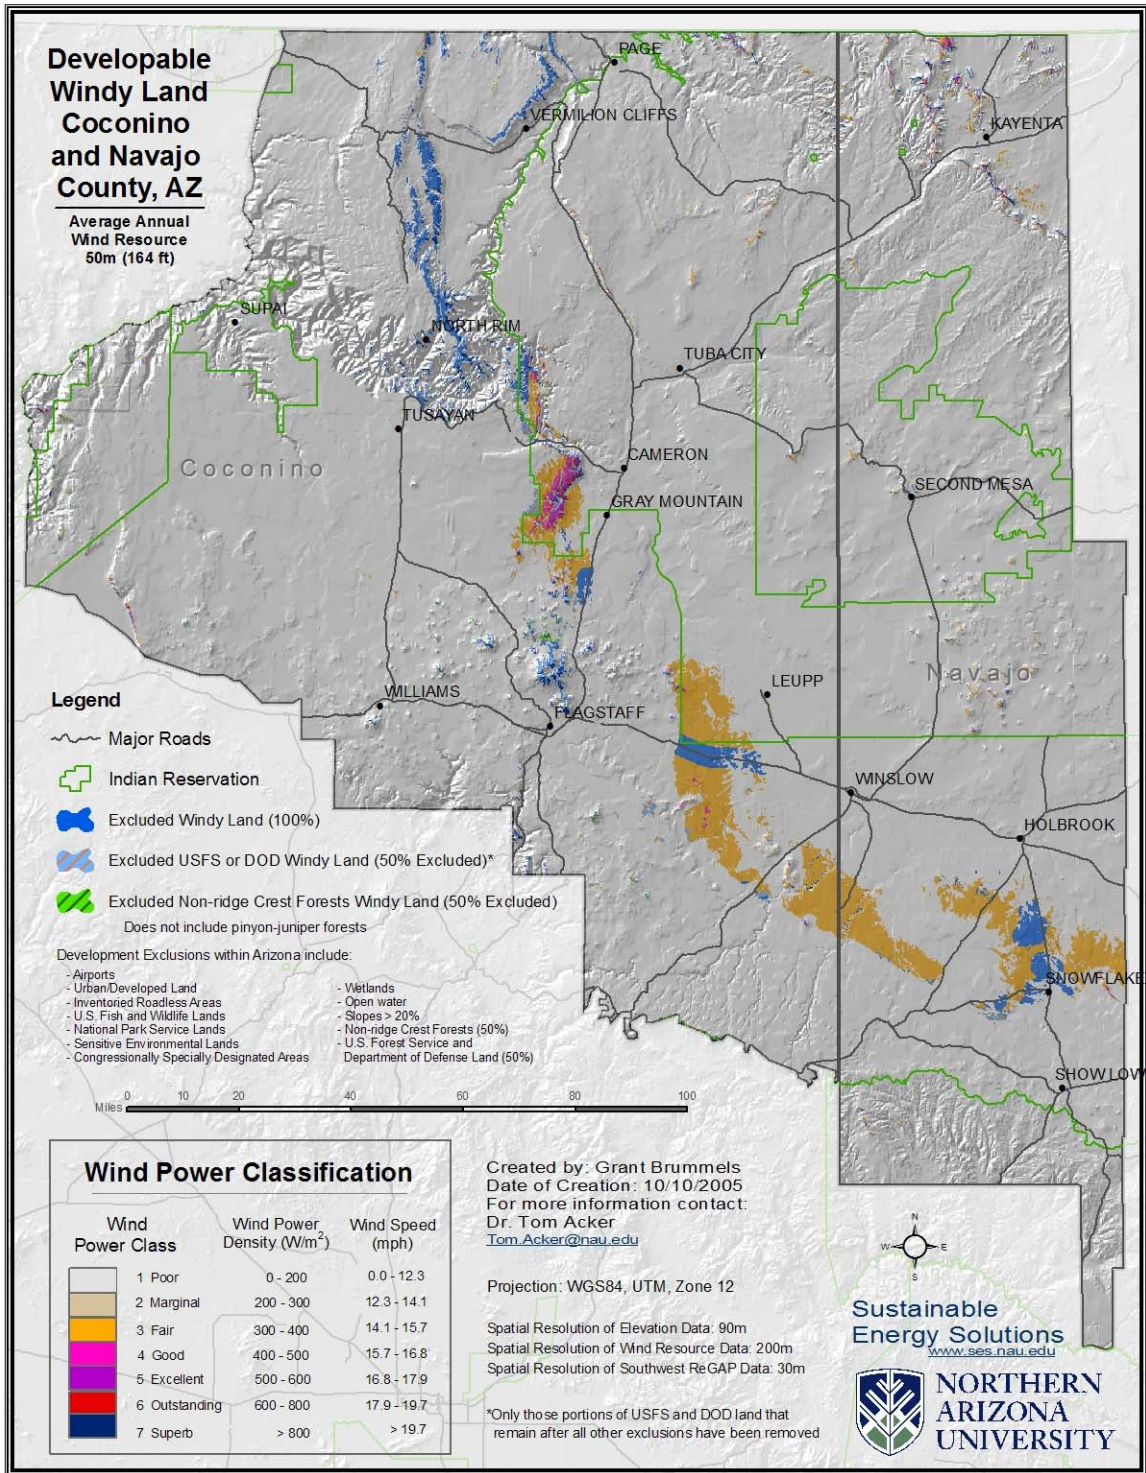 Developable
Windy Land
Coconino
and Navajo
County, AZ
Average Annual
Wind Resource
50m (164 ft)
PAGE
VERMILION CLIFFS
KAYENTA
SUPAI
NORTH RIM
TUBA CITY
TUSAYAN
Coconino
CAMERON
SECOND MESA
GRAY MOUNTAIN
Navajo
LEUPP
WILLIAMS
FLAGSTAFF
WINSLOW
HOLBROOK
SNOWFLAKE
SHOW LOW
Legend
Major Roads
Indian Reservation
Excluded Windy Land (100%)
Excluded USFS or DOD Windy Land (50% Excluded)*
Excluded Non-ridge Crest Forests Windy Land (50% Excluded)
Does not include pinyon-juniper forests
Development Exclusions within Arizona include:
- Airports
- Urban/Developed Land
- Inventoried Roadless Areas
- U.S. Fish and Wildlife Lands
- National Park Service Lands
- Sensitive Environmental Lands
- Congressionally Specially Designated Areas
- Wetlands
- Open water
- Slopes > 20%
- Non-ridge Crest Forests (50%)
- U.S. Forest Service and
Department of Defense Land (50%)
0 10 20 40 60 80 100
Miles
Wind Power Classification
Wind Power Class Wind Power Density (W/m²) Wind Speed (mph)
1 Poor 0 - 200 0.0 - 12.3
2 Marginal 200 - 300 12.3 - 14.1
3 Fair 300 - 400 14.1 - 15.7
4 Good 400 - 500 15.7 - 16.8
5 Excellent 500 - 600 16.8 - 17.9
6 Outstanding 600 - 800 17.9 - 19.7
7 Superb > 800 > 19.7
Created by: Grant Brummels
Date of Creation: 10/10/2005
For more information contact:
Dr. Tom Acker
Tom.Acker@nau.edu
Projection: WGS84, UTM, Zone 12
Spatial Resolution of Elevation Data: 90m
Spatial Resolution of Wind Resource Data: 200m
Spatial Resolution of Southwest ReGAP Data: 30m
*Only those portions of USFS and DOD land that
remain after all other exclusions have been removed
N
W E
S
Sustainable
Energy Solutions
www.ses.nau.edu
NORTHERN
ARIZONA
UNIVERSITY